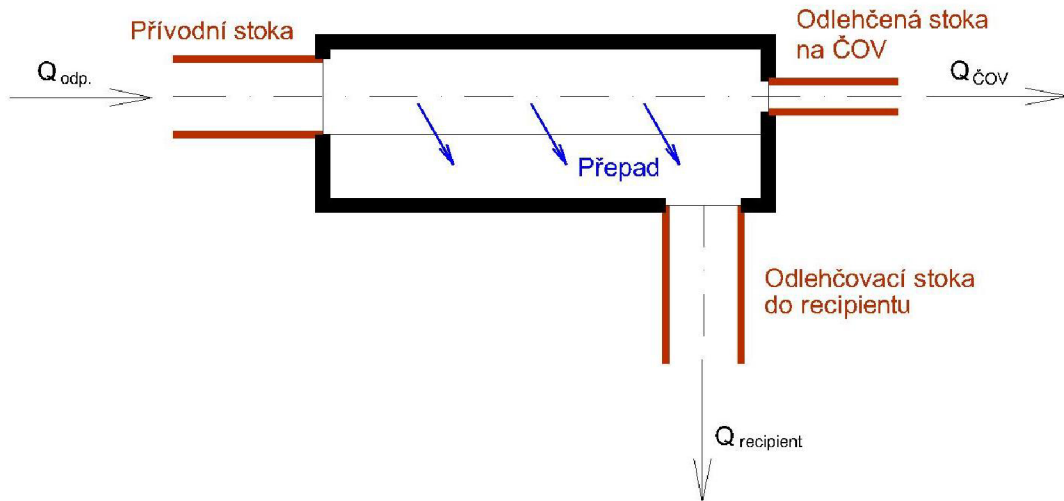 Přívodní stoka
Odlehčená stoka
na ČOV
Q odp.
Q ČOV
Přepad
Odlehčovací stoka
do recipientu
Q recipient